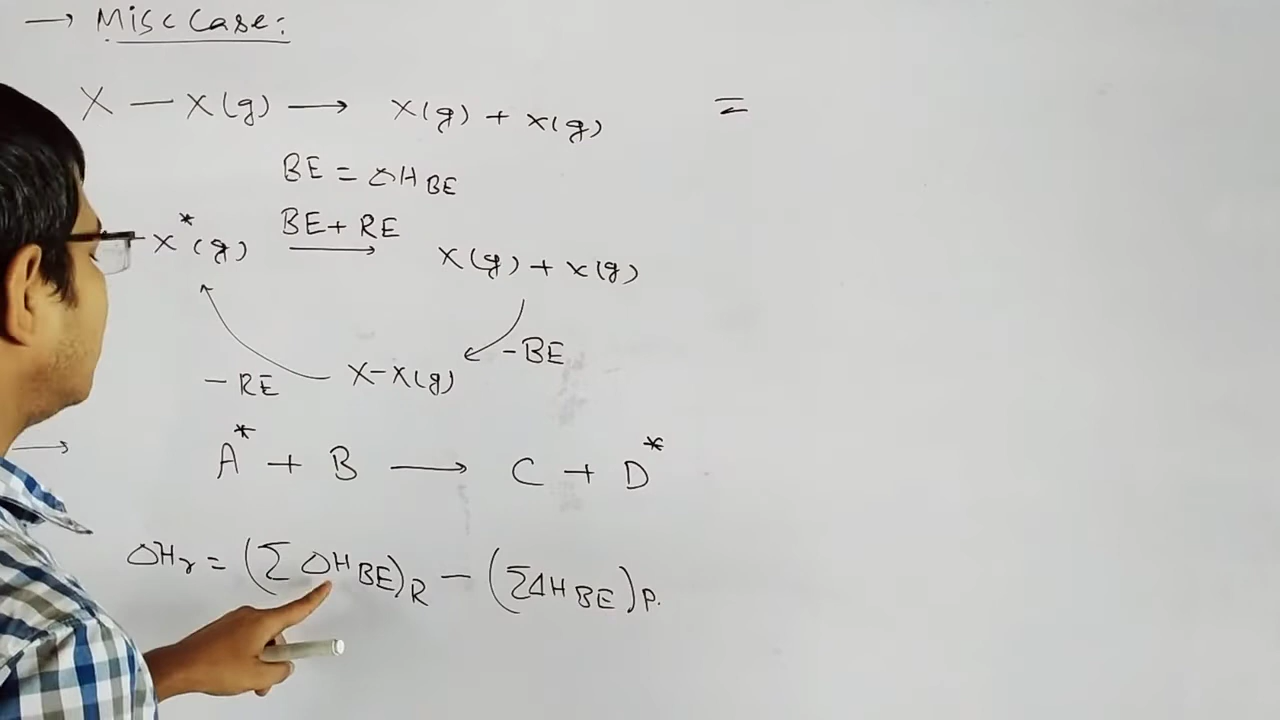 → Misc Case:
X — X(g) → X(g) + X(g) =
BE = ΔH BE
X*(g) BE + RE → X(g) + X(g)
- BE
- RE X-X(g)
→ A* + B → C + D*
ΔHr = (∑ ΔH BE)R - (∑ΔH BE)P.